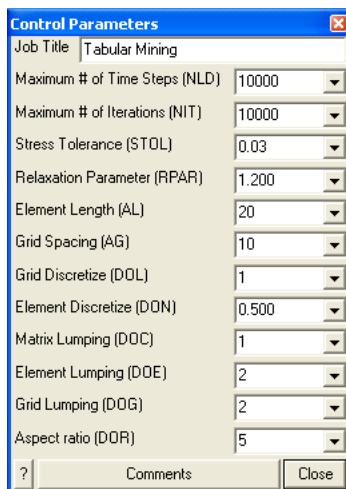 Control Parameters
Job Title Tabular Mining
Maximum # of Time Steps (NLD) 10000
Maximum # of Iterations (NIT) 10000
Stress Tolerance (STOL) 0.03
Relaxation Parameter (RPAR) 1.200
Element Length (AL) 20
Grid Spacing (AG) 10
Grid Discretize (DOL) 1
Element Discretize (DON) 0.500
Matrix Lumping (DOC) 1
Element Lumping (DOE) 2
Grid Lumping (DOG) 2
Aspect ratio (DOR) 5
? Comments Close